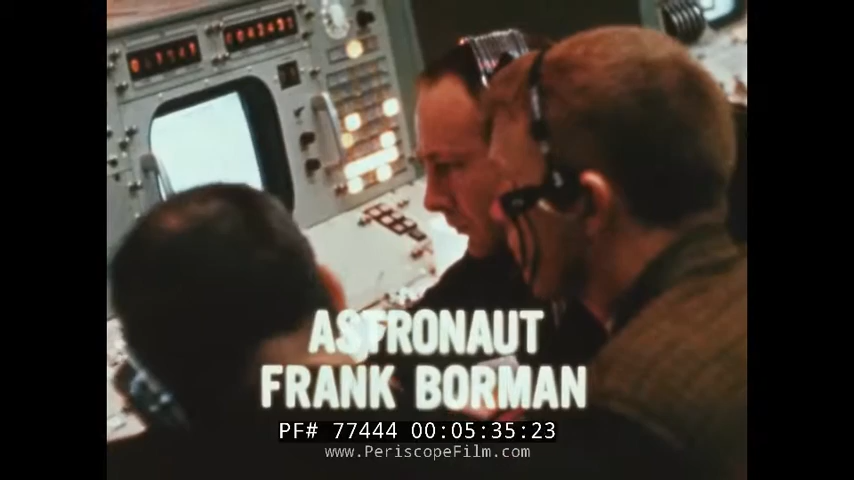 ASTRONAUT
FRANK BORMAN
PF# 77444 00:05:35:23
www.PeriscopeFilm.com